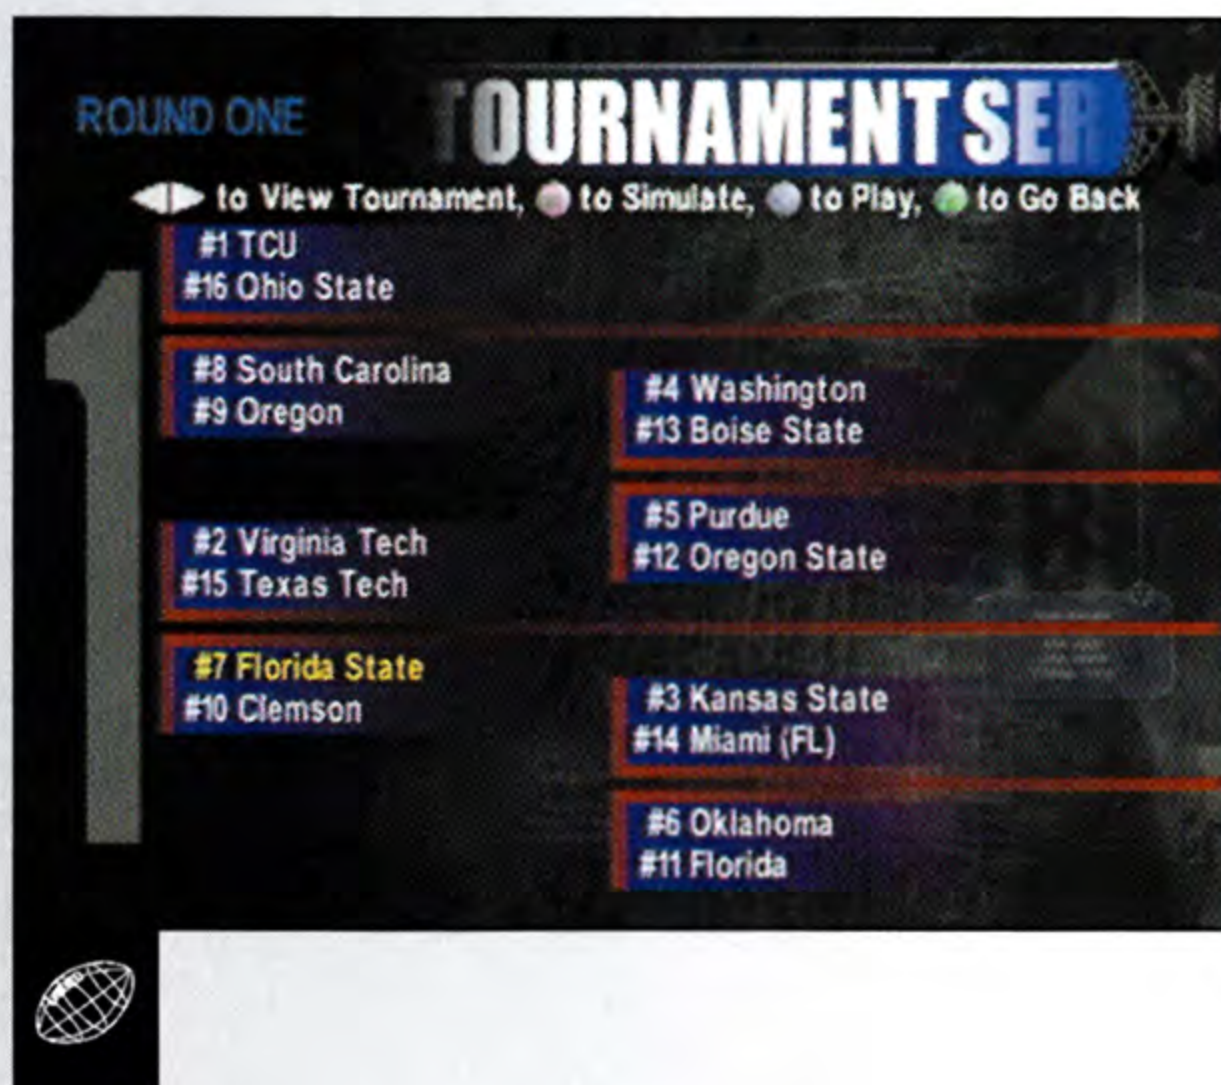 ROUND ONE
TOURNAMENT SER
to View Tournament, to Simulate, to Play, to Go Back
1
#1 TCU
#16 Ohio State
#8 South Carolina
#9 Oregon
#4 Washington
#13 Boise State
#5 Purdue
#12 Oregon State
#2 Virginia Tech
#15 Texas Tech
#7 Florida State
#10 Clemson
#3 Kansas State
#14 Miami (FL)
#6 Oklahoma
#11 Florida